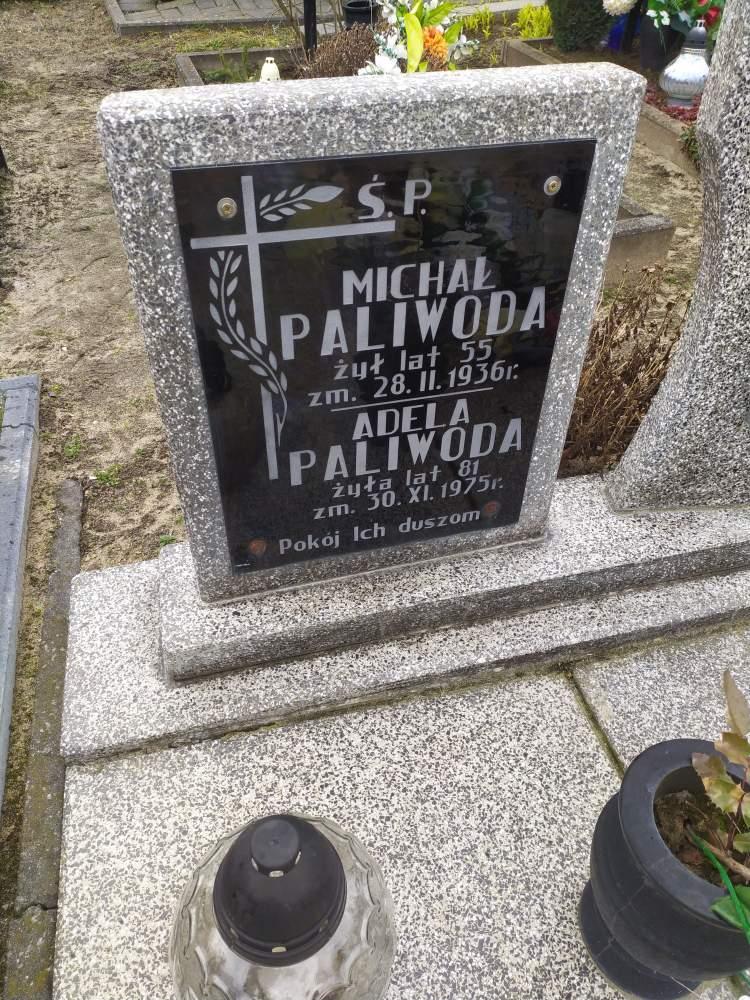 Ś.P.
MICHAŁ
PALIWODA
żył lat 55
zm. 28.II.1936r.
ADELA
PALIWODA
żyła lat 81
zm. 30.XI.1975r.
Pokój Ich duszom